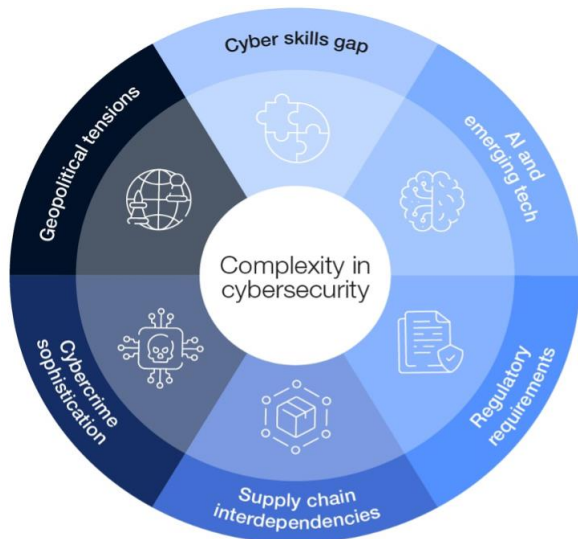 Cyber skills gap
AI and
emerging tech
Regulatory
requirements
Supply chain
interdependencies
Cybercrime
sophistication
Geopolitical tensions
Complexity in
cybersecurity